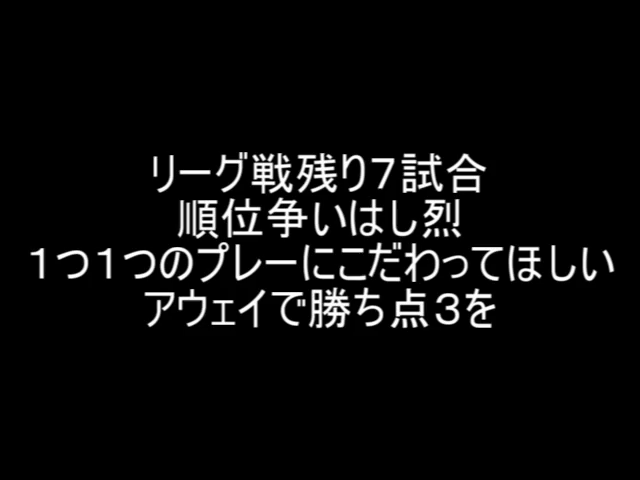 リーグ戦残り７試合
順位争いはし烈
１つ１つのプレーにこだわってほしい
アウェイで勝ち点３を